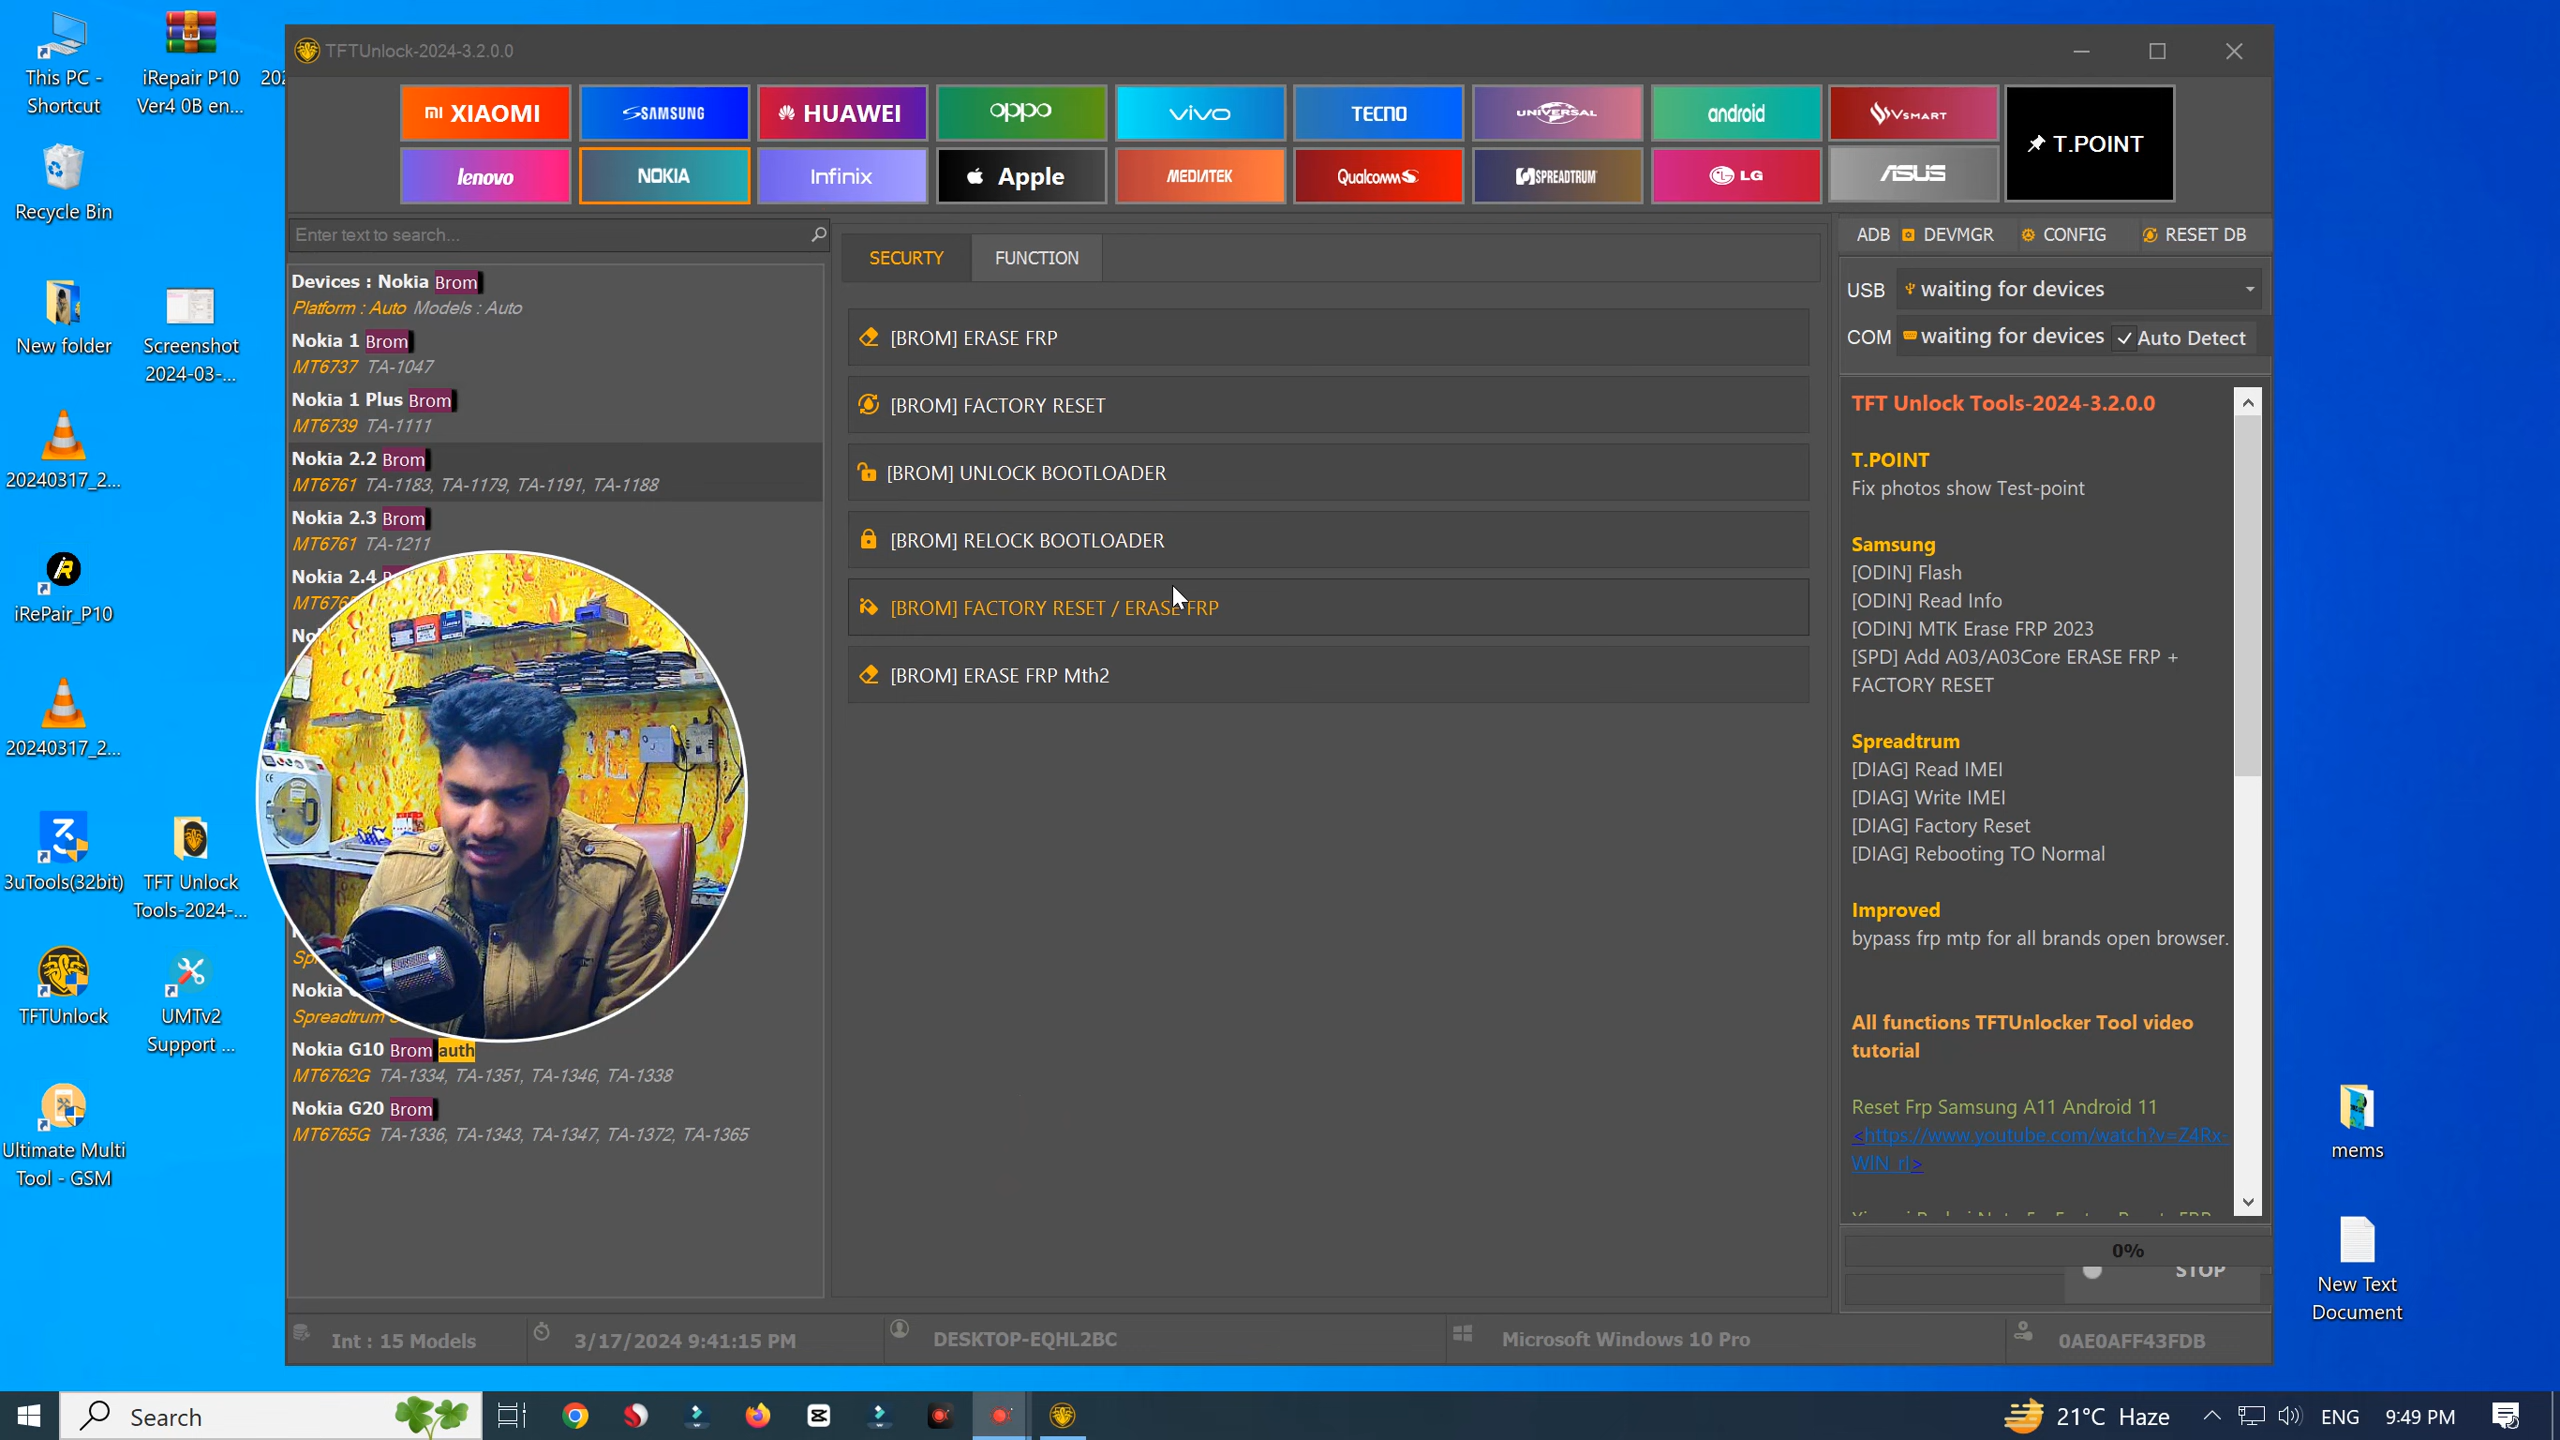 This PC -
Shortcut
iRepair P10
Ver4 0B en...
Recycle Bin
New folder
Screenshot
2024-03-...
20240317_2...
iRePair_P10
20240317_2...
3uTools(32bit)
TFT Unlock
Tools-2024-...
TFTUnlock
UMTv2
Support ...
Ultimate Multi
Tool - GSM
TFTUnlock-2024-3.2.0.0
XIAOMI
SAMSUNG
HUAWEI
oppo
vivo
TECNO
UNIVERSAL
android
VSMART
T.POINT
lenovo
NOKIA
Infinix
Apple
MEDIATEK
Qualcomm
SPREADTRUM
LG
ASUS
Enter text to search...
Devices : Nokia Brom
Platform : Auto Models : Auto
Nokia 1 Brom
MT6737 TA-1047
Nokia 1 Plus Brom
MT6739 TA-1111
Nokia 2.2 Brom
MT6761 TA-1183, TA-1179, TA-1191, TA-1188
Nokia 2.3 Brom
MT6761 TA-1211
Nokia 2.4
Nokia
Spreadtrum
Nokia G10 Brom auth
MT6762G TA-1334, TA-1351, TA-1346, TA-1338
Nokia G20 Brom
MT6765G TA-1336, TA-1343, TA-1347, TA-1372, TA-1365
SECURTY
FUNCTION
[BROM] ERASE FRP
[BROM] FACTORY RESET
[BROM] UNLOCK BOOTLOADER
[BROM] RELOCK BOOTLOADER
[BROM] FACTORY RESET / ERASE FRP
[BROM] ERASE FRP Mth2
ADB
DEVMGR
CONFIG
RESET DB
USB waiting for devices
COM waiting for devices Auto Detect
TFT Unlock Tools-2024-3.2.0.0
T.POINT
Fix photos show Test-point
Samsung
[ODIN] Flash
[ODIN] Read Info
[ODIN] MTK Erase FRP 2023
[SPD] Add A03/A03Core ERASE FRP +
FACTORY RESET
Spreadtrum
[DIAG] Read IMEI
[DIAG] Write IMEI
[DIAG] Factory Reset
[DIAG] Rebooting TO Normal
Improved
bypass frp mtp for all brands open browser.
All functions TFTUnlocker Tool video
tutorial
Reset Frp Samsung A11 Android 11
<https://www.youtube.com/watch?v=Z4Rx-
WIN_rI>
0%
STOP
Int : 15 Models
3/17/2024 9:41:15 PM
DESKTOP-EQHL2BC
Microsoft Windows 10 Pro
0AE0AFF43FDB
mems
New Text
Document
Search
21°C Haze
ENG
9:49 PM